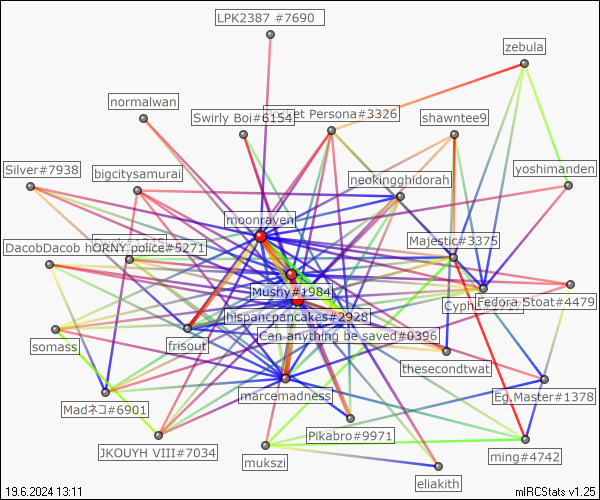 LPK2387 #7690
zebula
normalwan
Swirly Boi#6154
Persona#3326
shawntee9
Silver#7938
bigcitysamurai
neokingghidorah
yoshimanden
moonraven
Majestic#3375
DacobDacob
hORNY police#5271
Mushy#1984
Fedora Stoat#4479
hispancpancakes#2928
Can anything be saved#0396
somass
frisout
thesecondtwat
marcemadness
Eg.Master#1378
Madネコ#6901
Pikabro#9971
JKOUYH VIII#7034
mukszi
ming#4742
eliakith
19.6.2024 13:11
mIRCStats v1.25